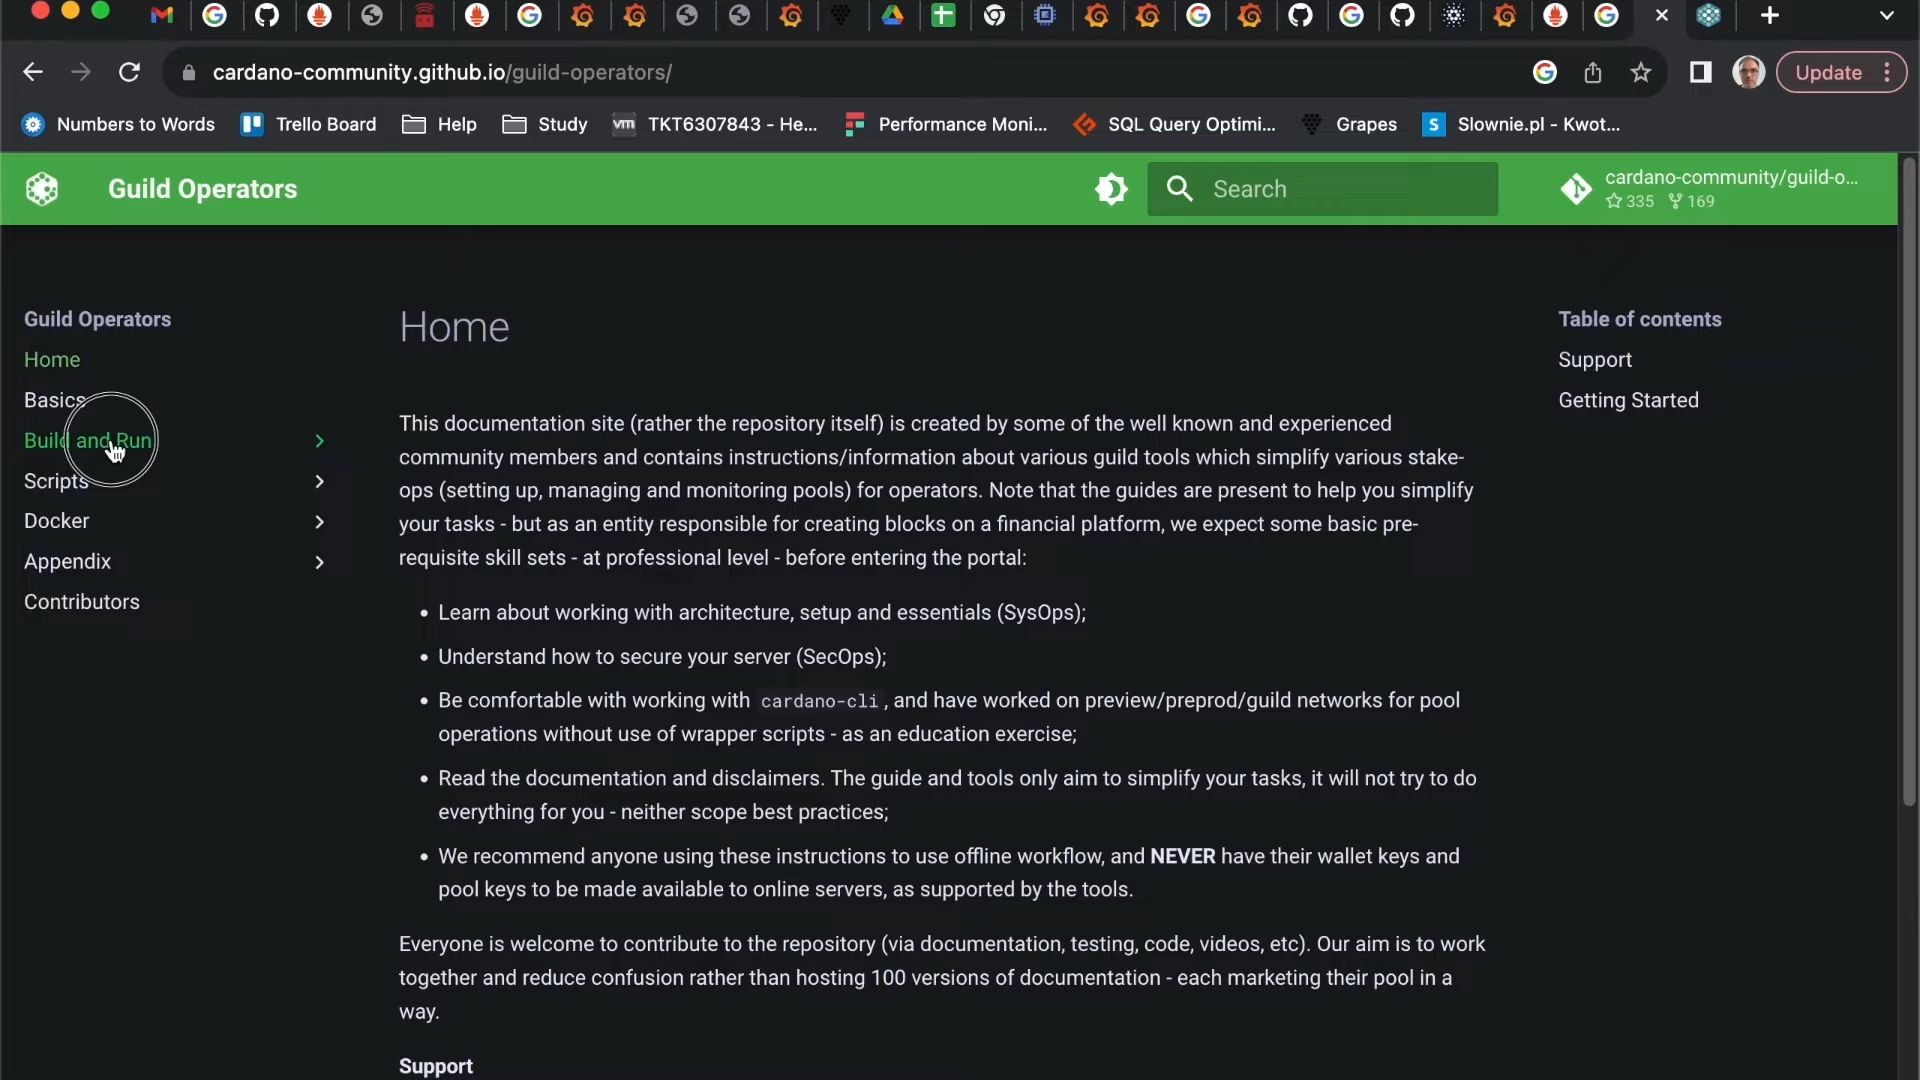 cardano-community.github.io/guild-operators/
Update
Numbers to Words
Trello Board
Help
Study
TKT6307843 - He...
Performance Moni...
SQL Query Optimi...
Grapes
Slownie.pl - Kwot...
Guild Operators
Search
cardano-community/guild-o...
335 169
Guild Operators
Home
Basics
Build and Run
Scripts
Docker
Appendix
Contributors
Home
This documentation site (rather the repository itself) is created by some of the well known and experienced
community members and contains instructions/information about various guild tools which simplify various stake-
ops (setting up, managing and monitoring pools) for operators. Note that the guides are present to help you simplify
your tasks - but as an entity responsible for creating blocks on a financial platform, we expect some basic pre-
requisite skill sets - at professional level - before entering the portal:
• Learn about working with architecture, setup and essentials (SysOps);
• Understand how to secure your server (SecOps);
• Be comfortable with working with cardano-cli, and have worked on preview/preprod/guild networks for pool
operations without use of wrapper scripts - as an education exercise;
• Read the documentation and disclaimers. The guide and tools only aim to simplify your tasks, it will not try to do
everything for you - neither scope best practices;
• We recommend anyone using these instructions to use offline workflow, and NEVER have their wallet keys and
pool keys to be made available to online servers, as supported by the tools.
Everyone is welcome to contribute to the repository (via documentation, testing, code, videos, etc). Our aim is to work
together and reduce confusion rather than hosting 100 versions of documentation - each marketing their pool in a
way.
Support
Table of contents
Support
Getting Started